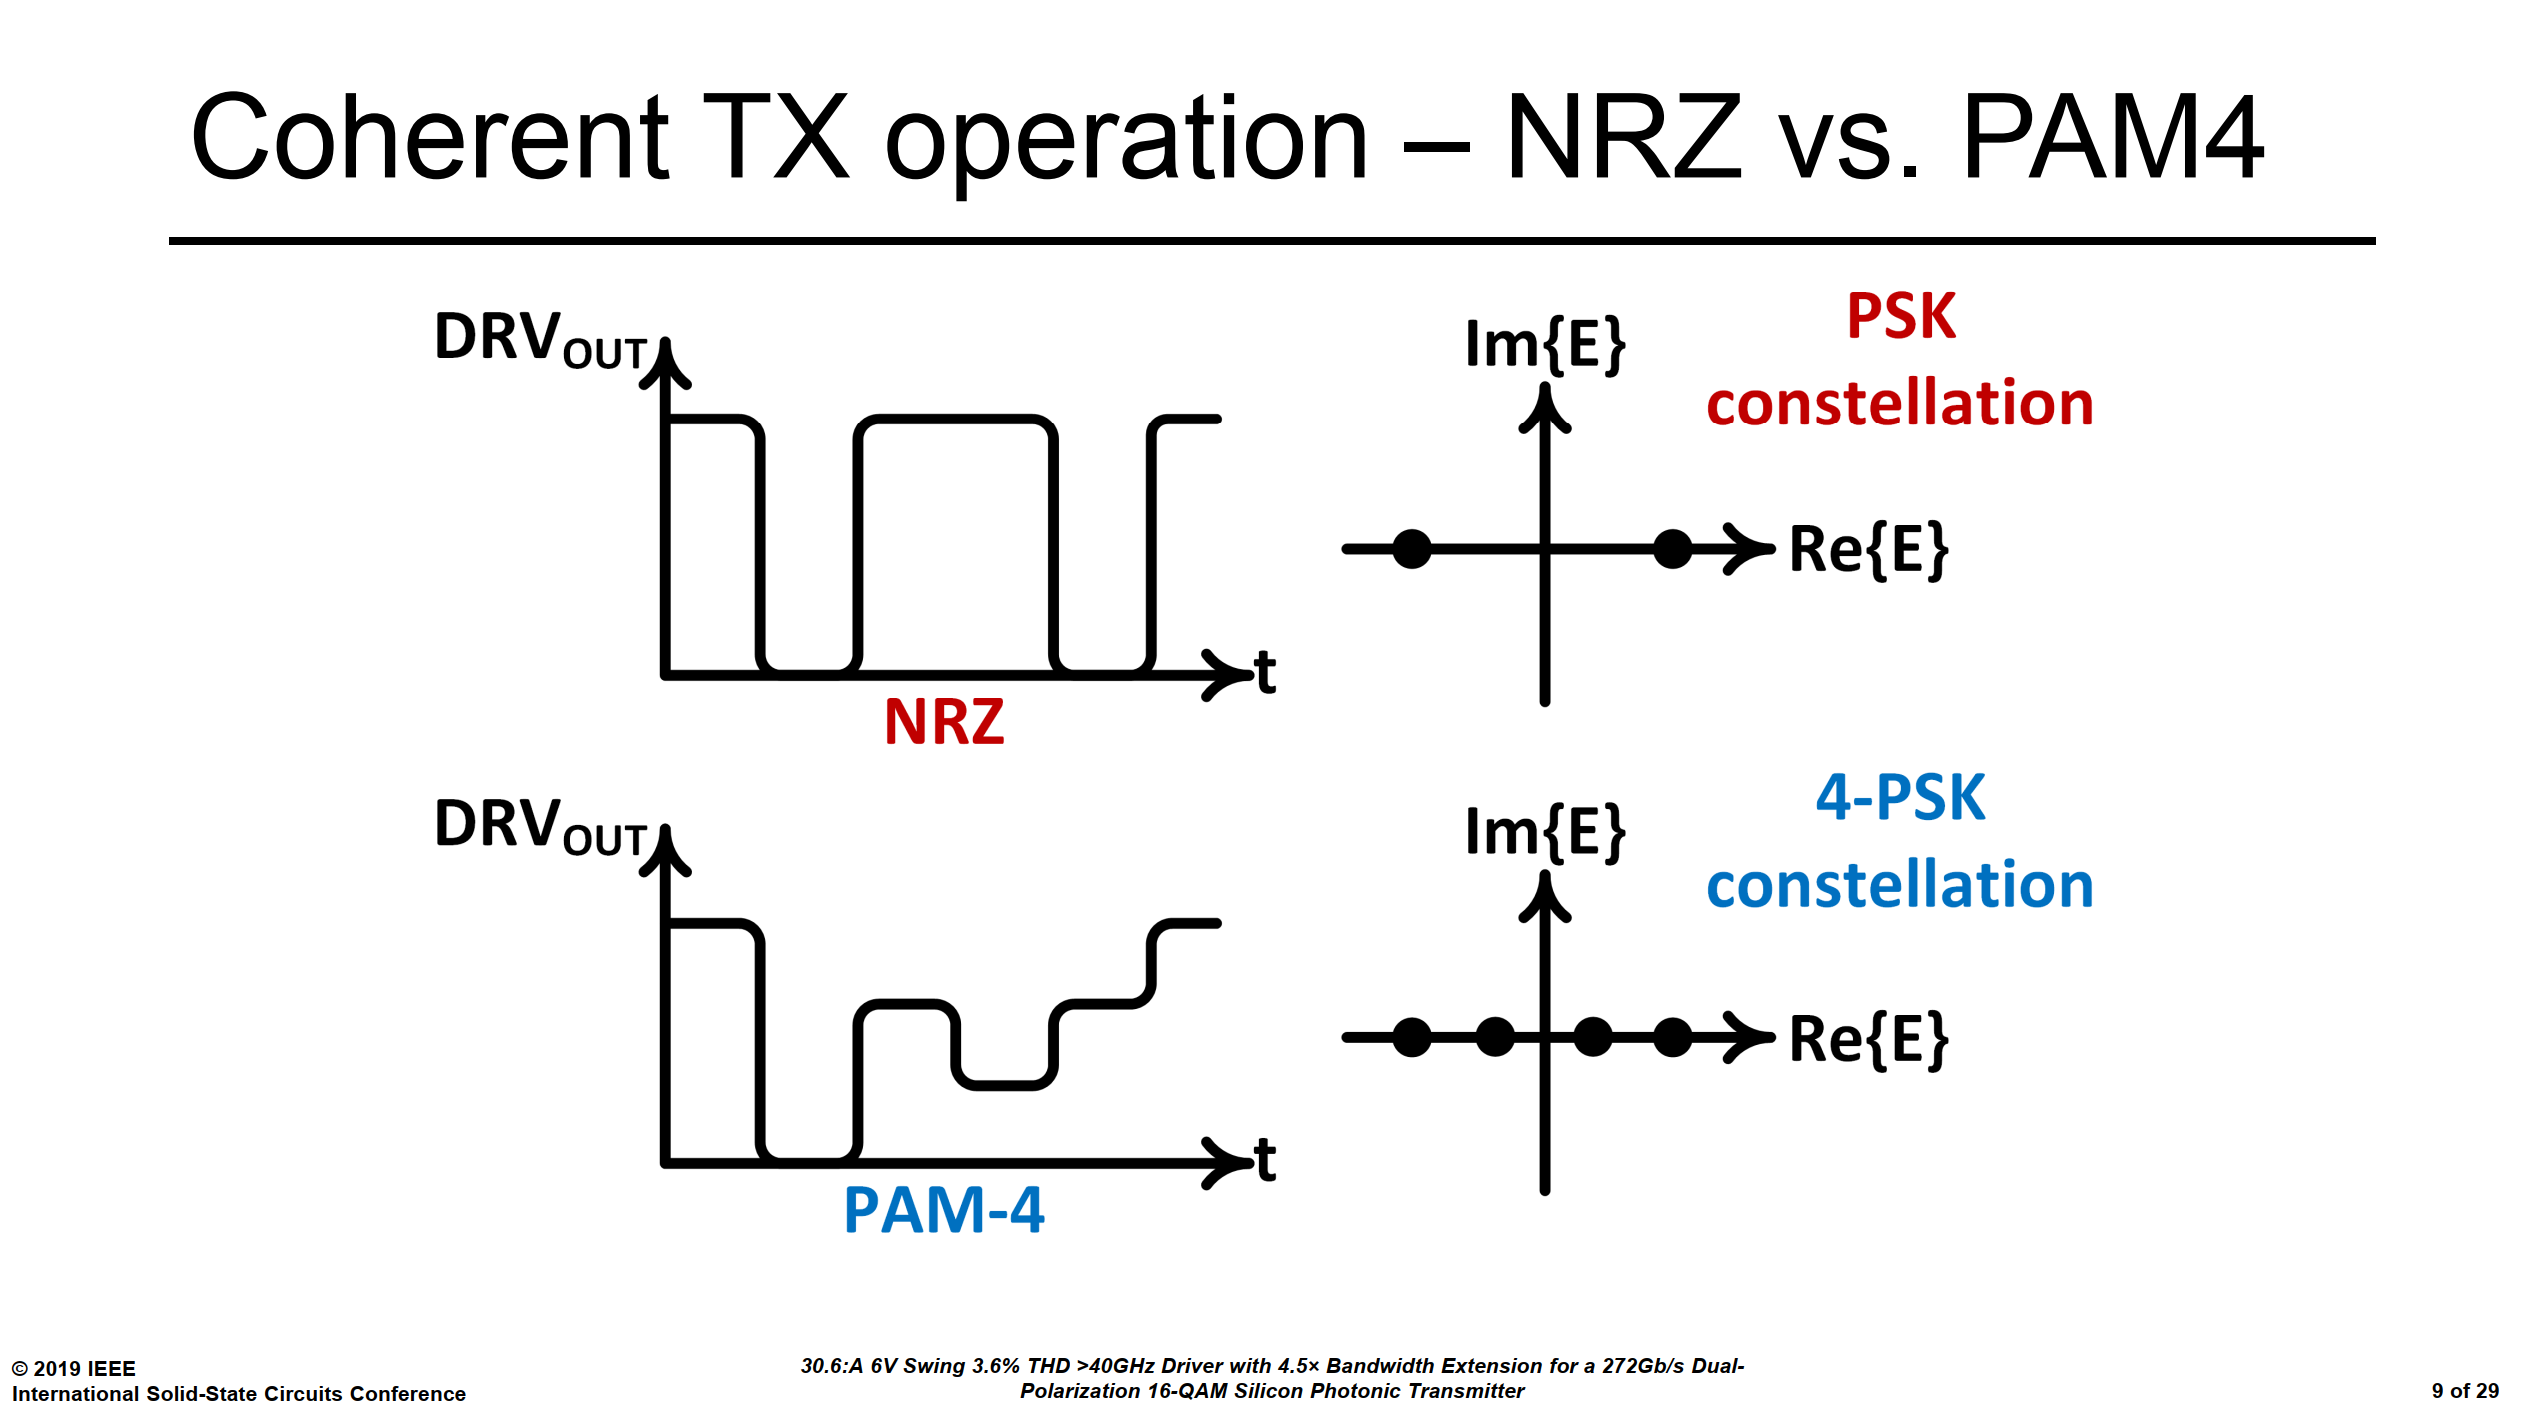 Coherent TX operation – NRZ vs. PAM4
DRVOUT
t
NRZ
Im{E}
Re{E}
PSK
constellation
DRVOUT
t
PAM-4
Im{E}
Re{E}
4-PSK
constellation
© 2019 IEEE
International Solid-State Circuits Conference
30.6:A 6V Swing 3.6% THD >40GHz Driver with 4.5× Bandwidth Extension for a 272Gb/s Dual-
Polarization 16-QAM Silicon Photonic Transmitter
9 of 29